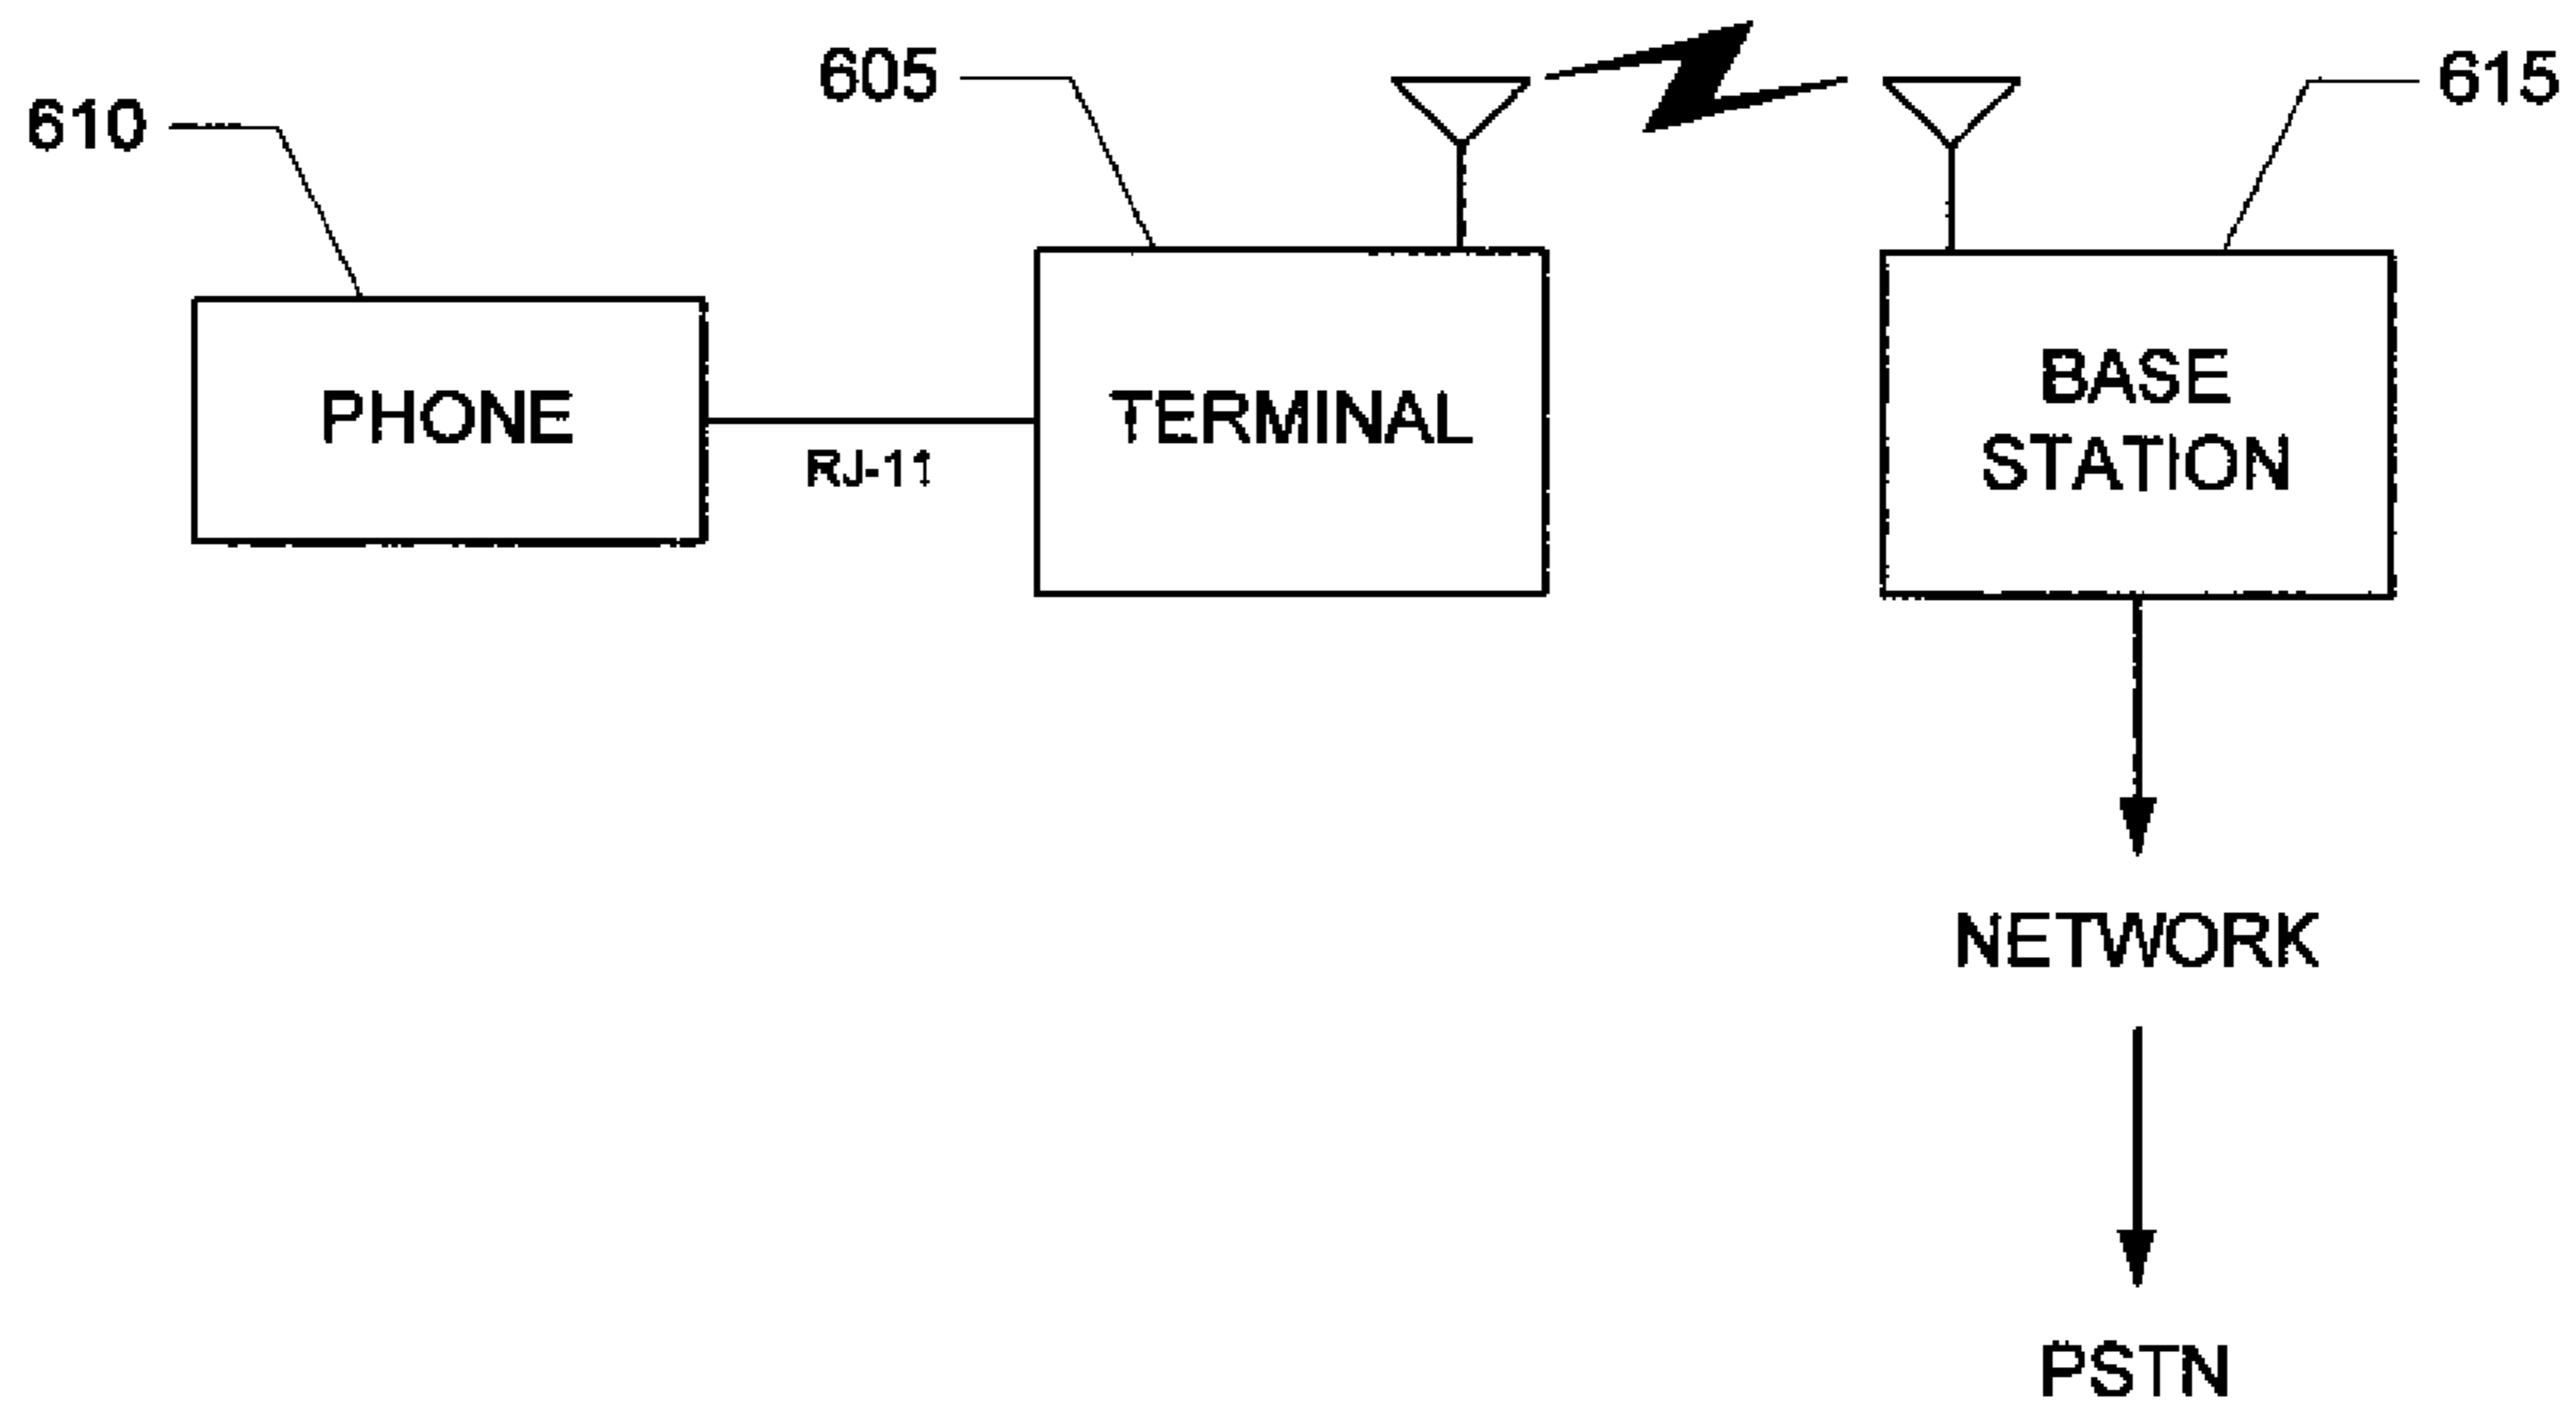 605
615
610
PHONE
RJ-11
TERMINAL
BASE
STATION
NETWORK
PSTN